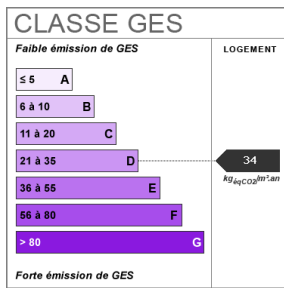 CLASSE GES
Faible émission de GES
LOGEMENT
≤ 5 A
6 à 10 B
11 à 20 C
21 à 35 D
34
kgéqCO2/m².an
36 à 55 E
56 à 80 F
> 80 G
Forte émission de GES